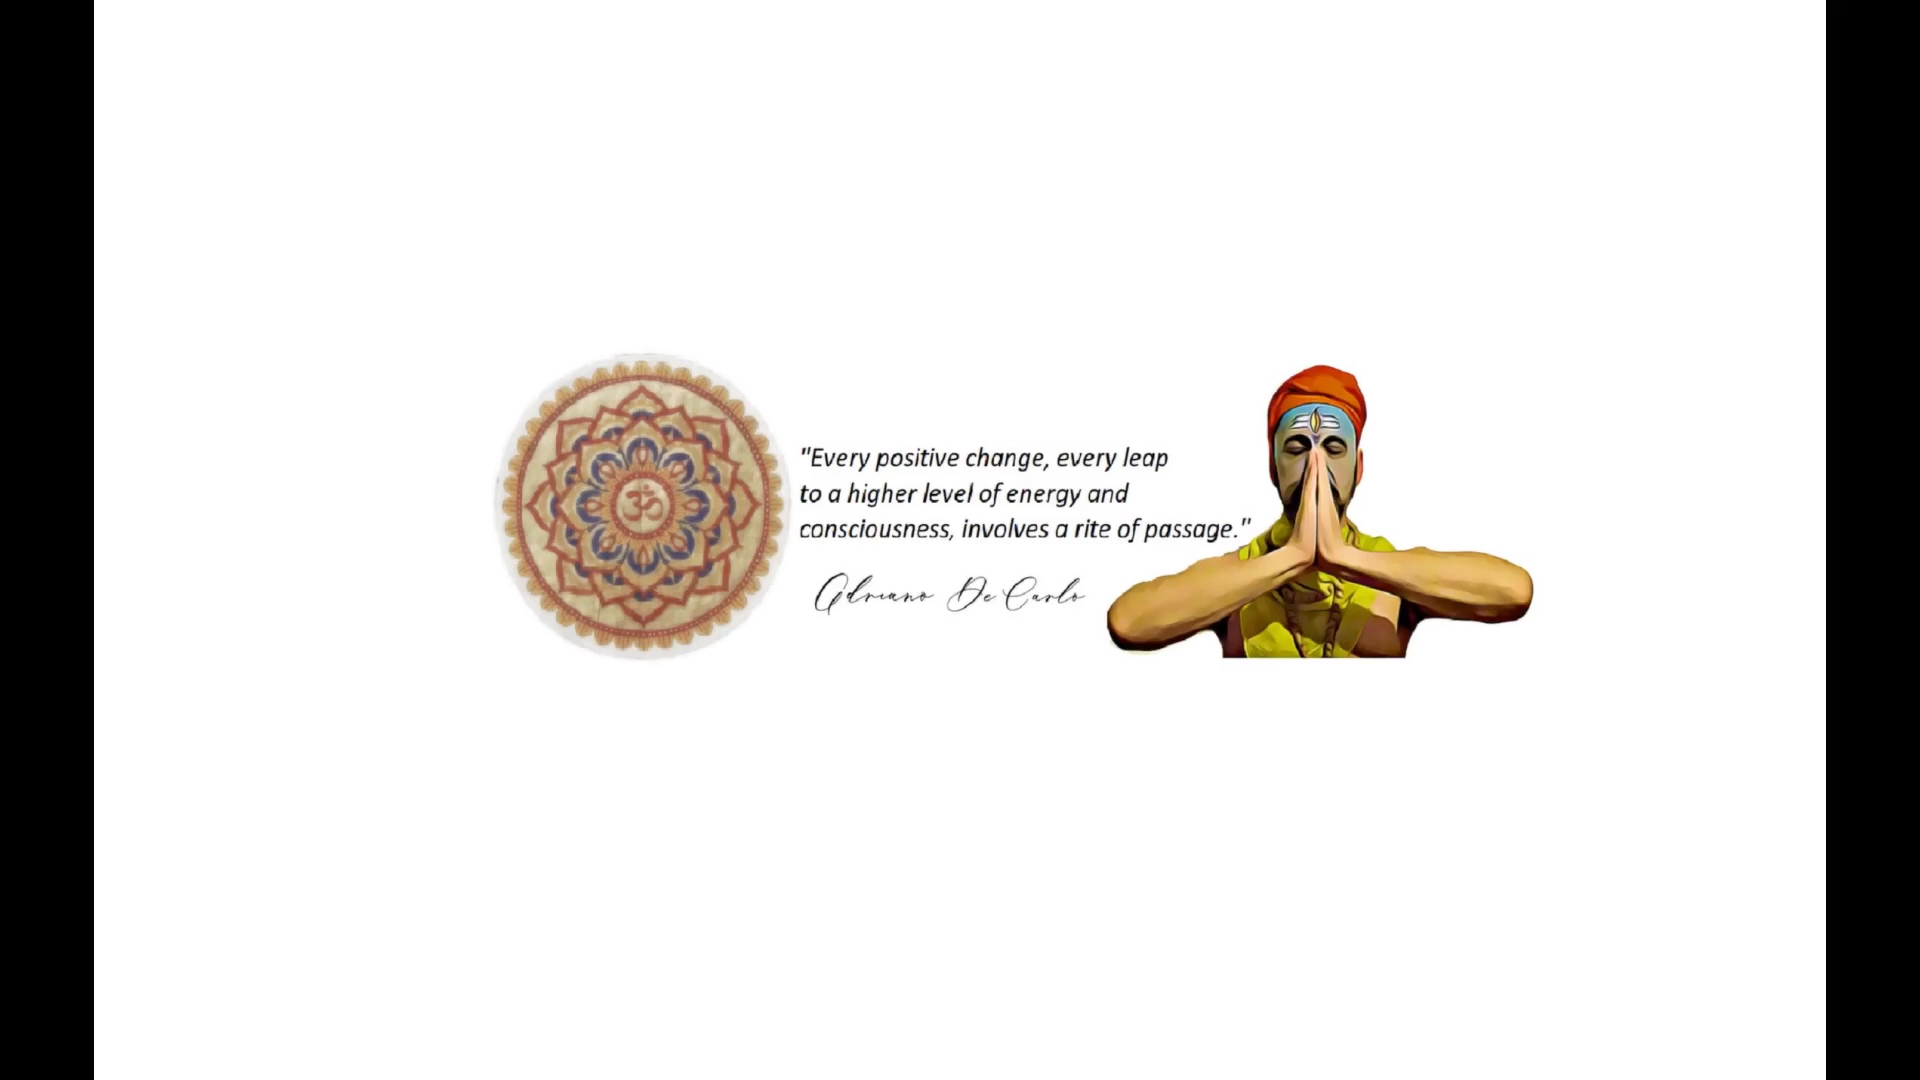 ॐ
"Every positive change, every leap
to a higher level of energy and
consciousness, involves a rite of passage."
Adriano De Carlo